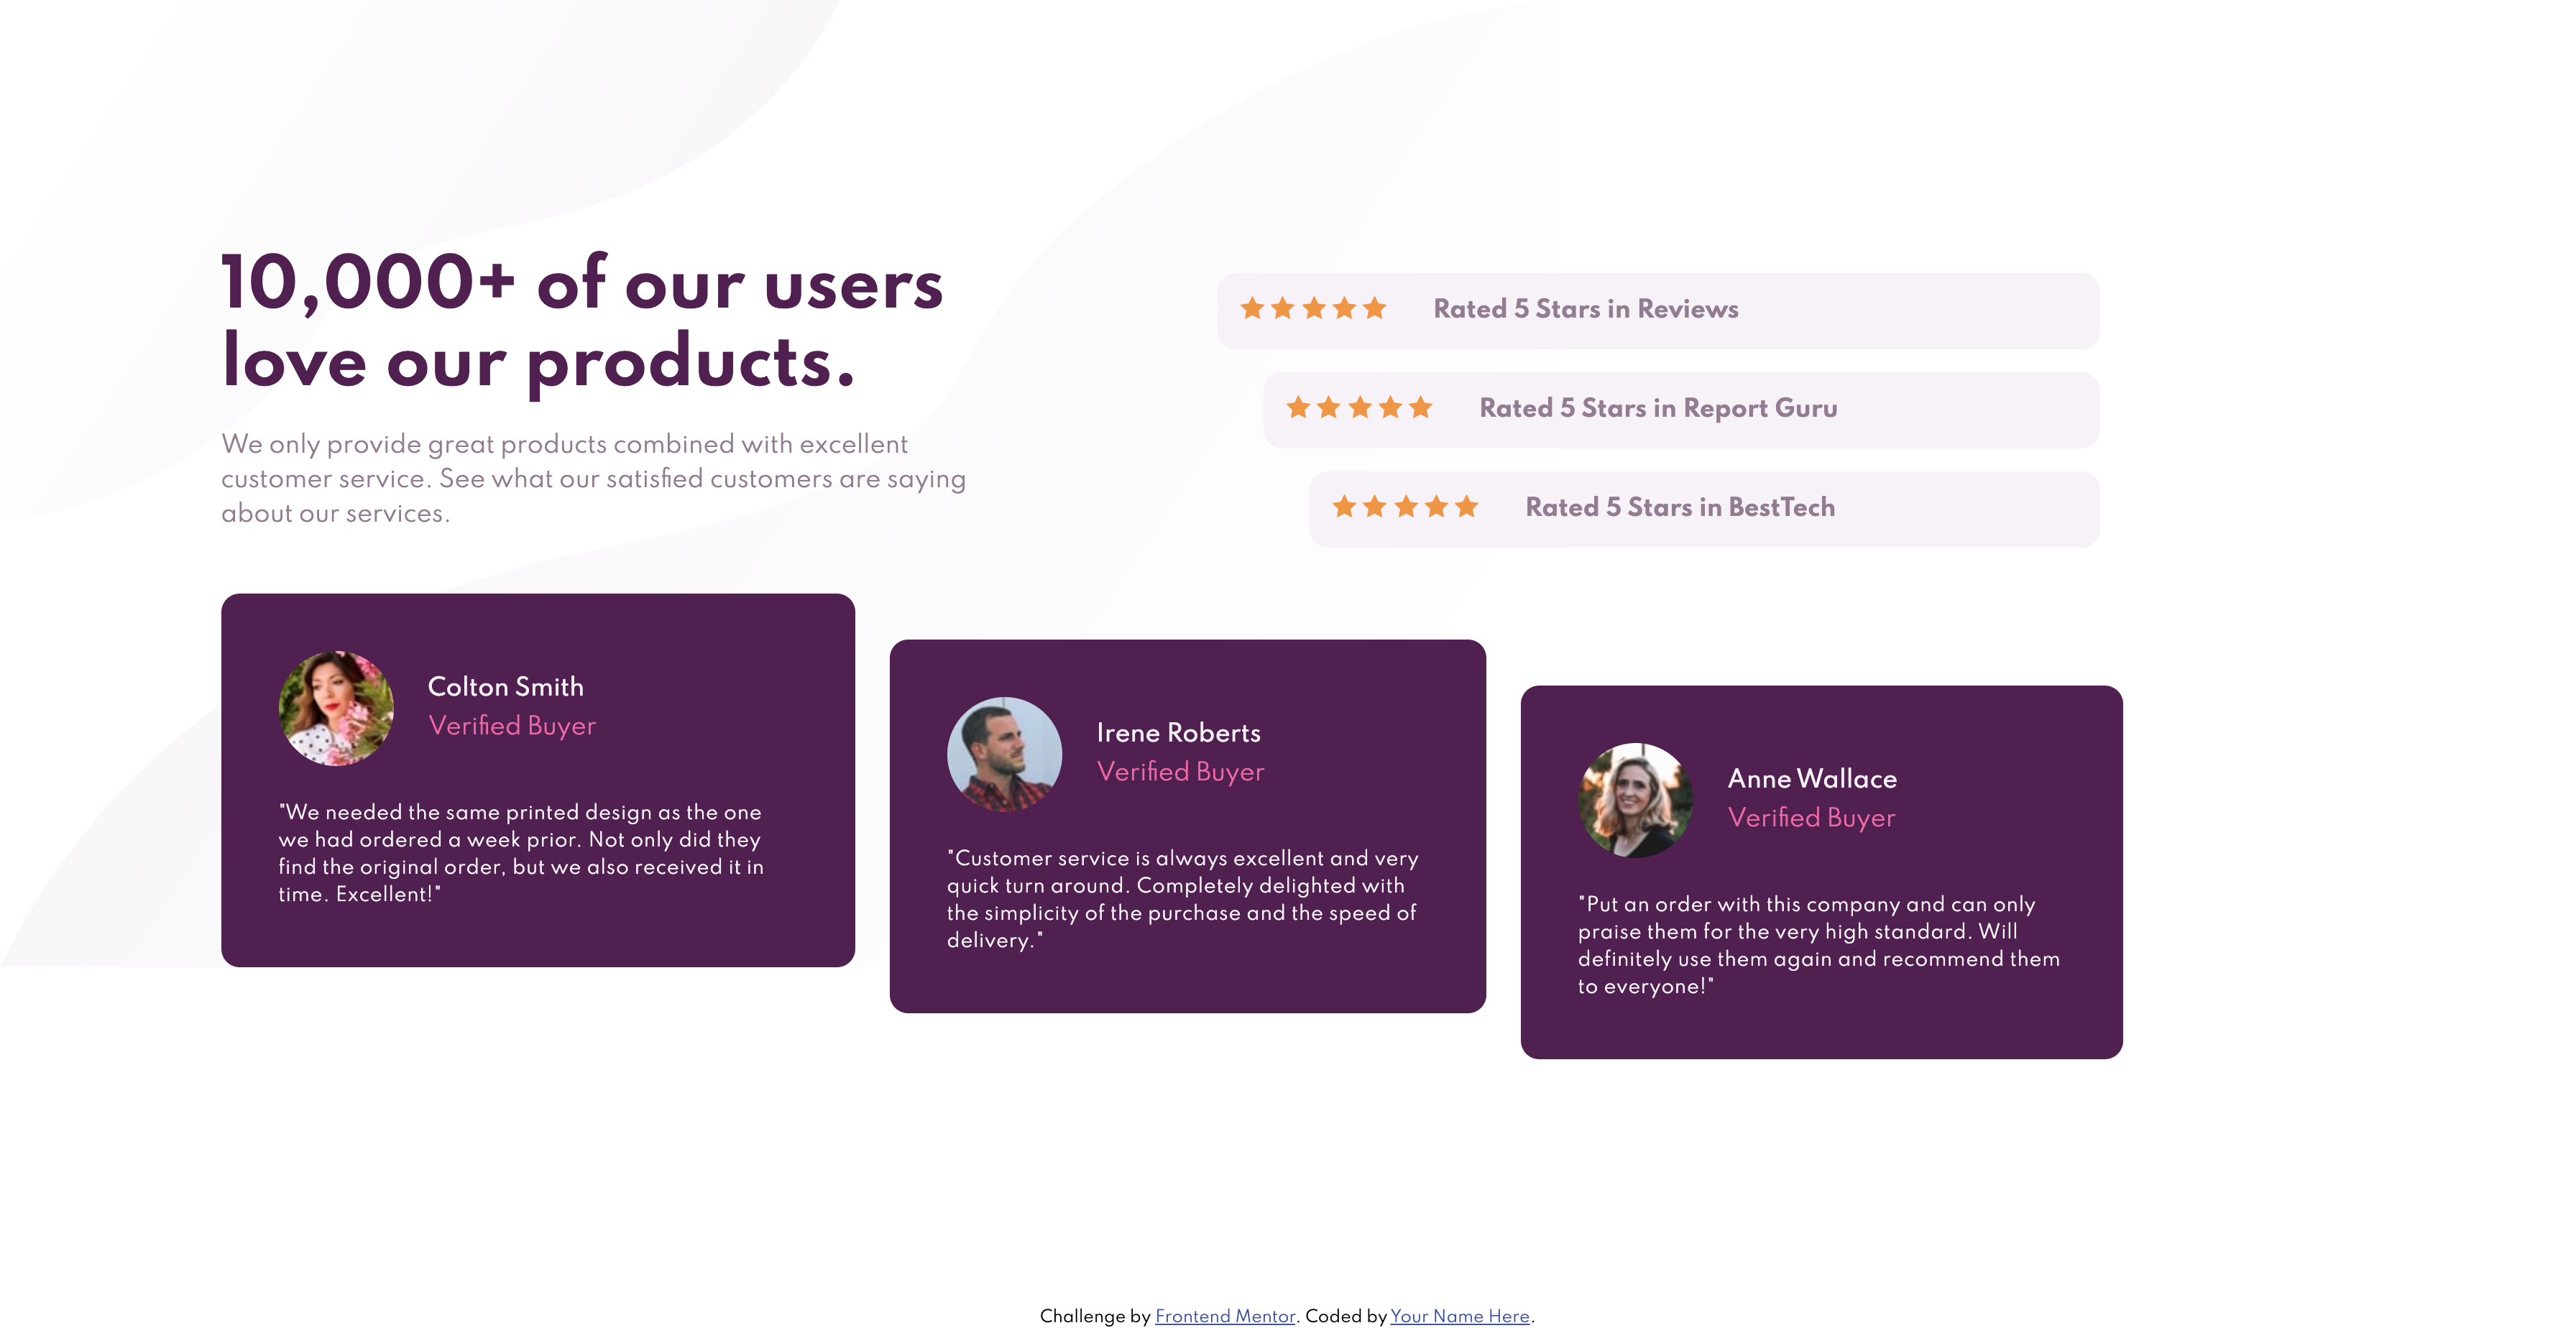 10,000+ of our users
love our products.
We only provide great products combined with excellent
customer service. See what our satisfied customers are saying
about our services.
Rated 5 Stars in Reviews
Rated 5 Stars in Report Guru
Rated 5 Stars in BestTech
Colton Smith
Verified Buyer
"We needed the same printed design as the one
we had ordered a week prior. Not only did they
find the original order, but we also received it in
time. Excellent!"
Irene Roberts
Verified Buyer
"Customer service is always excellent and very
quick turn around. Completely delighted with
the simplicity of the purchase and the speed of
delivery."
Anne Wallace
Verified Buyer
"Put an order with this company and can only
praise them for the very high standard. Will
definitely use them again and recommend them
to everyone!"
Challenge by Frontend Mentor. Coded by Your Name Here.